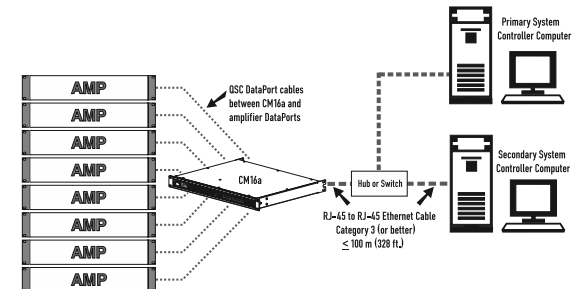 Primary System
Controller Computer
QSC DataPort cables
between CM16a and
amplifier DataPorts
AMP
AMP
AMP
AMP
AMP
AMP
AMP
AMP
CM16a
Hub or Switch
Secondary System
Controller Computer
RJ-45 to RJ-45 Ethernet Cable
Category 3 (or better)
≤ 100 m (328 ft.)